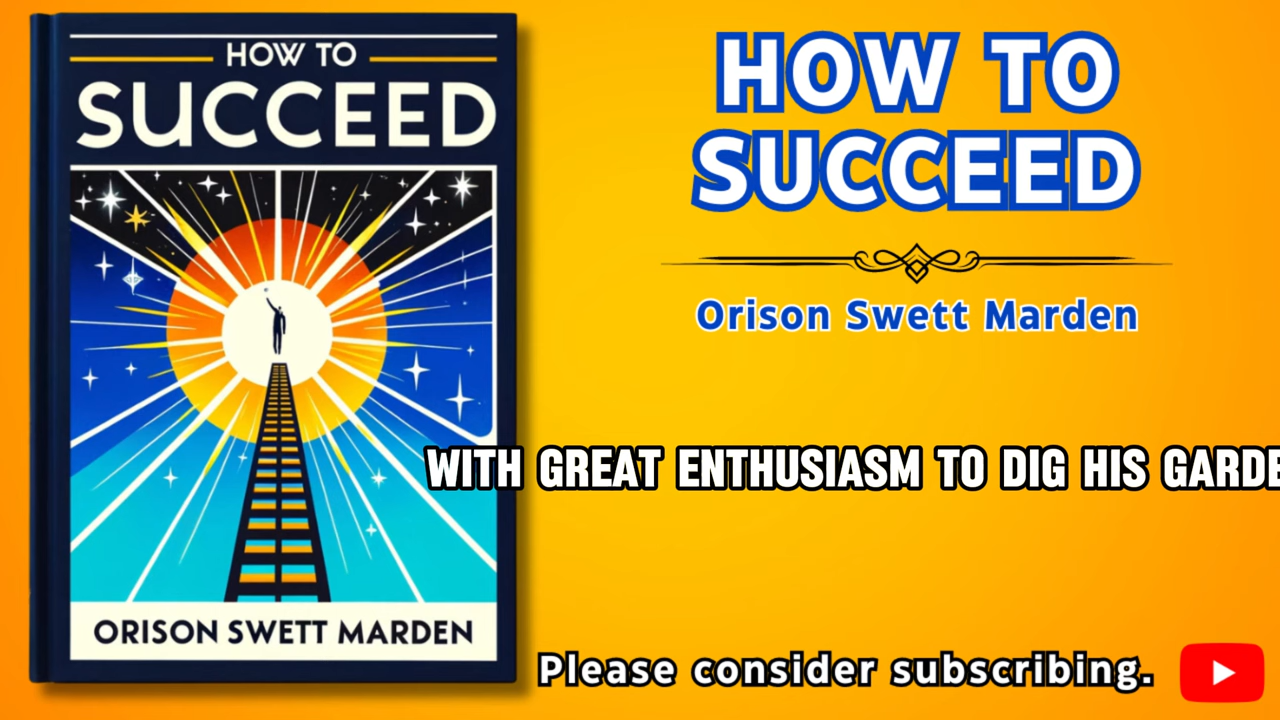 HOW TO
SUCCEED
ORISON SWETT MARDEN
HOW TO
SUCCEED
Orison Swett Marden
WITH GREAT ENTHUSIASM TO DIG HIS GARDE
Please consider subscribing.